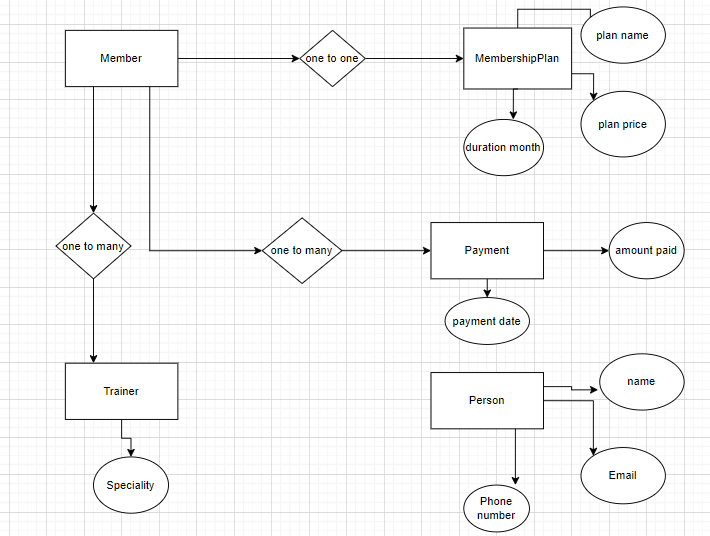 plan name
Member
one to one
MembershipPlan
plan price
duration month
one to many
one to many
Payment
amount paid
payment date
Trainer
Person
name
Speciality
Email
Phone
number